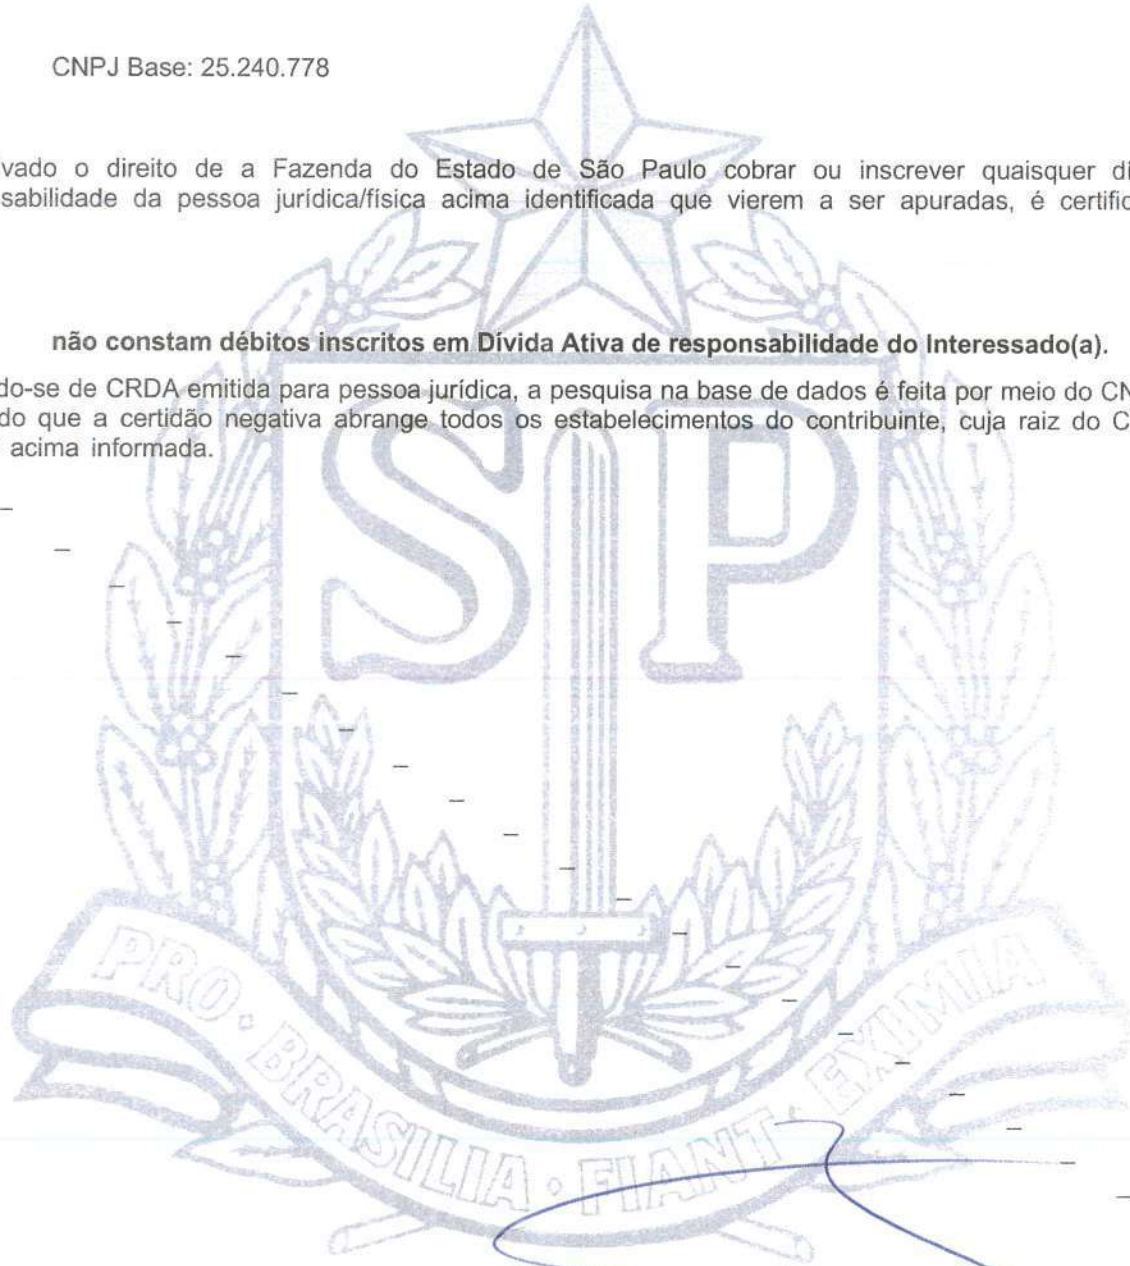 CNPJ Base: 25.240.778
vado o direito de a Fazenda do Estado de São Paulo cobrar ou inscrever quaisquer dí
sabilidade da pessoa jurídica/física acima identificada que vierem a ser apuradas, é certific
não constam débitos inscritos em Dívida Ativa de responsabilidade do Interessado(a).
do-se de CRDA emitida para pessoa jurídica, a pesquisa na base de dados é feita por meio do CN
do que a certidão negativa abrange todos os estabelecimentos do contribuinte, cuja raiz do C
acima informada.
SP
PRO · BRASILIA · FIANT · EXIMIA